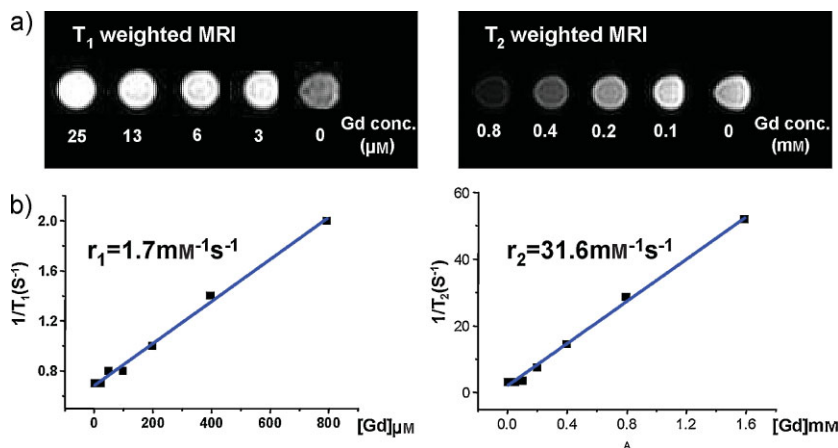 a)
T₁ weighted MRI
25 13 6 3 0 Gd conc.
(μM)
T₂ weighted MRI
0.8 0.4 0.2 0.1 0 Gd conc.
(mM)
b)
r₁=1.7mM⁻¹s⁻¹
1/T₁(S⁻¹)
2.0
1.6
1.2
0.8
0 200 400 600 800 [Gd]μM
r₂=31.6mM⁻¹s⁻¹
1/T₂(S⁻¹)
60
40
20
0
0.0 0.4 0.8 1.2 1.6 [Gd]mM
A